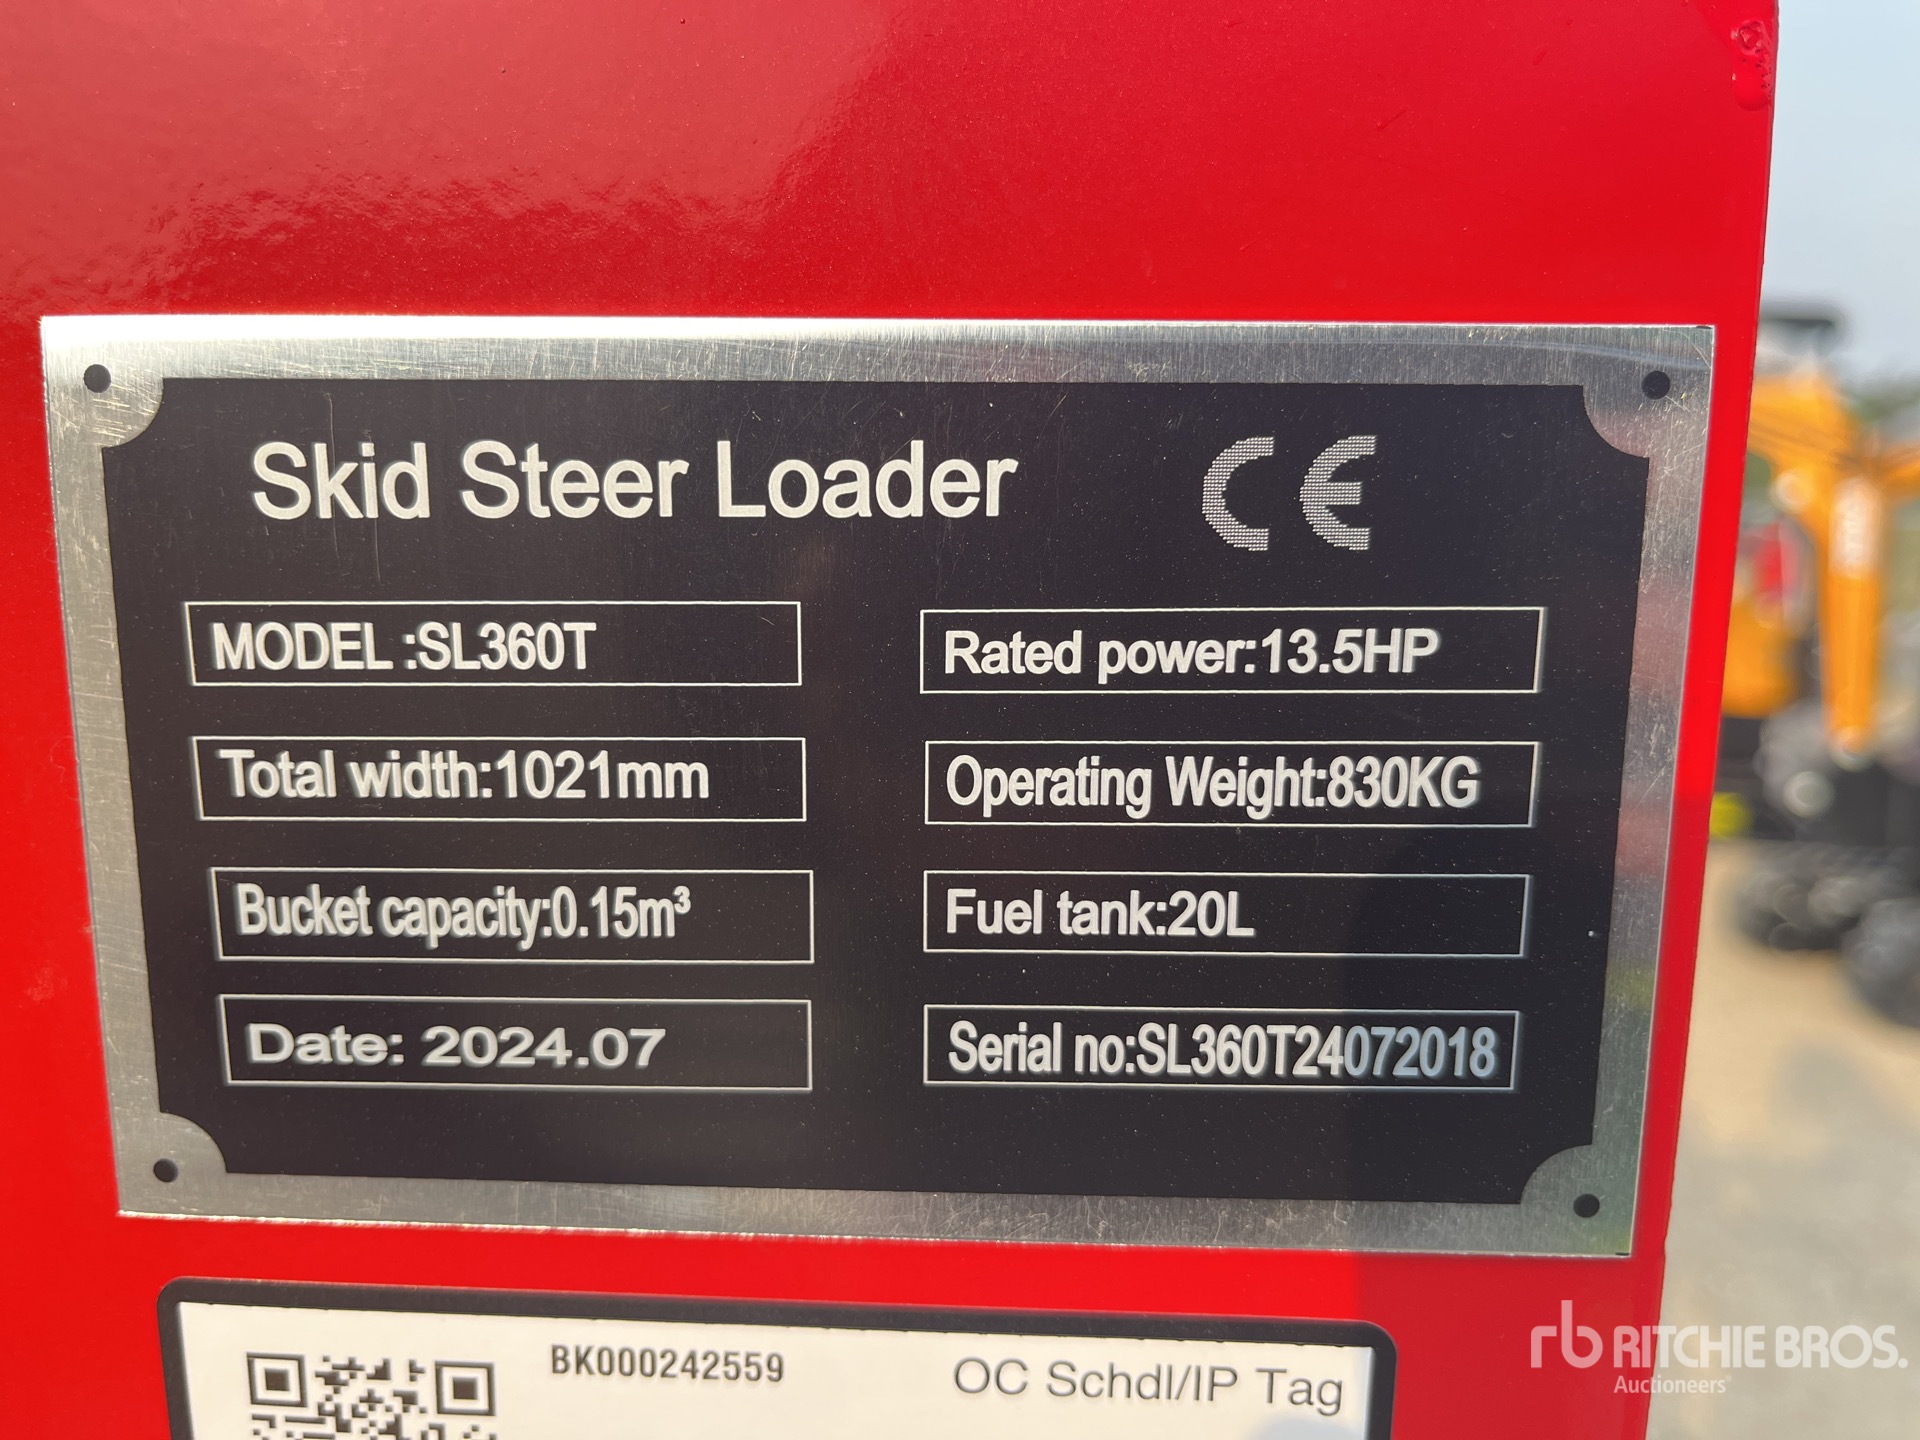 Skid Steer Loader CE
MODEL :SL360T
Rated power:13.5HP
Total width:1021mm
Operating Weight:830KG
Bucket capacity:0.15m³
Fuel tank:20L
Date: 2024.07
Serial no:SL360T24072018
BK000242559
OC Schdl/IP Tag
rb RITCHIE BROS.
Auctioneers